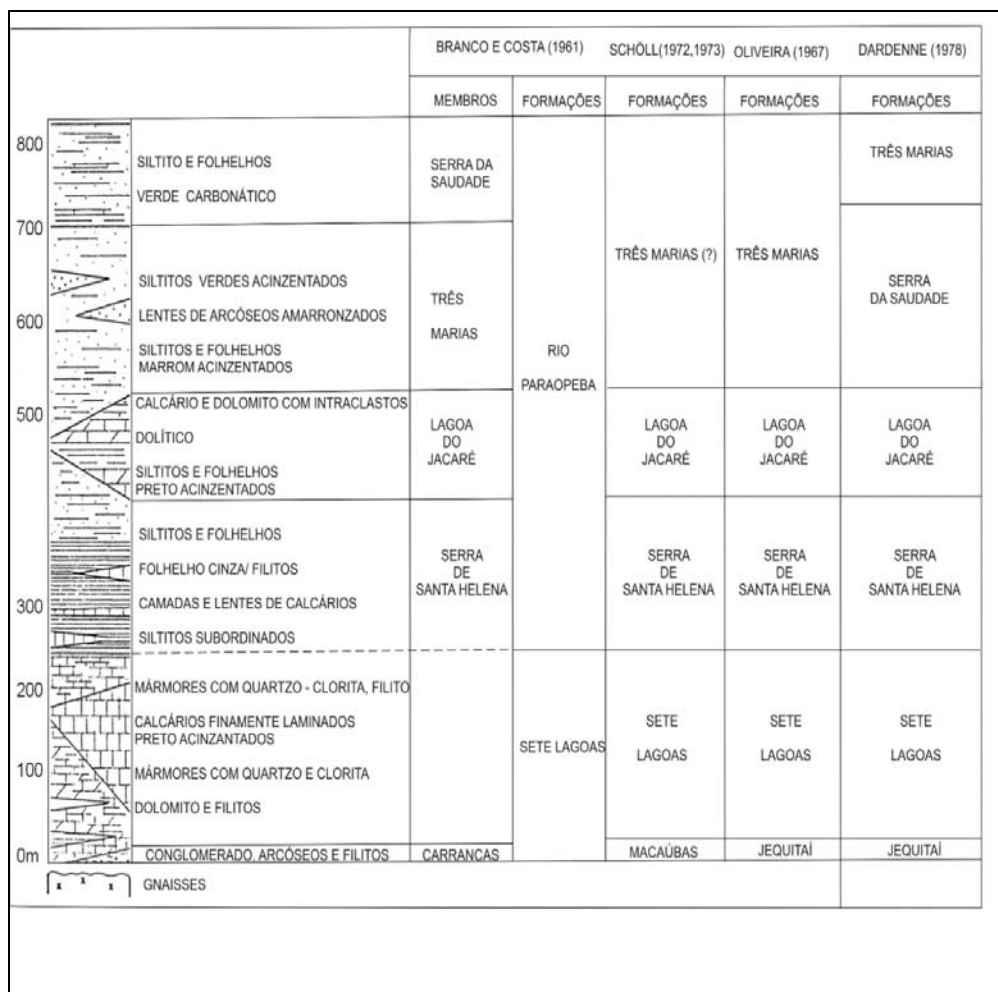 BRANCO E COSTA (1961) SCHÖLL(1972,1973) OLIVEIRA (1967) DARDENNE (1978)
MEMBROS FORMAÇÕES FORMAÇÕES FORMAÇÕES FORMAÇÕES
800
SILTITO E FOLHELHOS
VERDE CARBONÁTICO
SERRA DA
SAUDADE
TRÊS MARIAS
700
SILTITOS VERDES ACINZENTADOS
LENTES DE ARCÓSEOS AMARRONZADOS
SILTITOS E FOLHELHOS
MARROM ACINZENTADOS
600
TRÊS
MARIAS
RIO
PARAOPEBA
TRÊS MARIAS (?)
TRÊS MARIAS
SERRA
DA SAUDADE
500
CALCÁRIO E DOLOMITO COM INTRACLASTOS
DOLÍTICO
SILTITOS E FOLHELHOS
PRETO ACINZENTADOS
LAGOA
DO
JACARÉ
LAGOA
DO
JACARÉ
LAGOA
DO
JACARÉ
LAGOA
DO
JACARÉ
SILTITOS E FOLHELHOS
FOLHELHO CINZA/ FILITOS
CAMADAS E LENTES DE CALCÁRIOS
SILTITOS SUBORDINADOS
300
SERRA
DE
SANTA HELENA
SERRA
DE
SANTA HELENA
SERRA
DE
SANTA HELENA
SERRA
DE
SANTA HELENA
200
MÁRMORES COM QUARTZO - CLORITA, FILITO
CALCÁRIOS FINAMENTE LAMINADOS
PRETO ACINZANTADOS
MÁRMORES COM QUARTZO E CLORITA
DOLOMITO E FILITOS
100
SETE LAGOAS
SETE
LAGOAS
SETE
LAGOAS
SETE
LAGOAS
0m
CONGLOMERADO, ARCÓSEOS E FILITOS
CARRANCAS
MACAÚBAS
JEQUITAÍ
JEQUITAÍ
x x x
GNAISSES